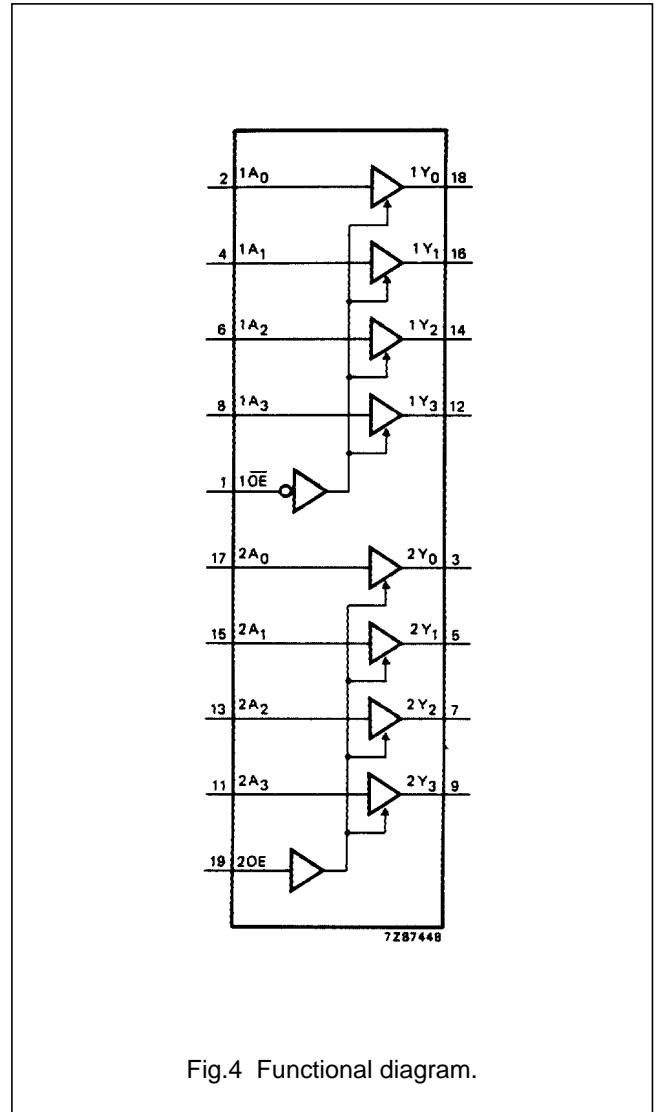 2 1A0 1Y0 18
4 1A1 1Y1 16
6 1A2 1Y2 14
8 1A3 1Y3 12
1 1O̅E̅
17 2A0 2Y0 3
15 2A1 2Y1 5
13 2A2 2Y2 7
11 2A3 2Y3 9
19 2OE
7Z87448
Fig.4 Functional diagram.